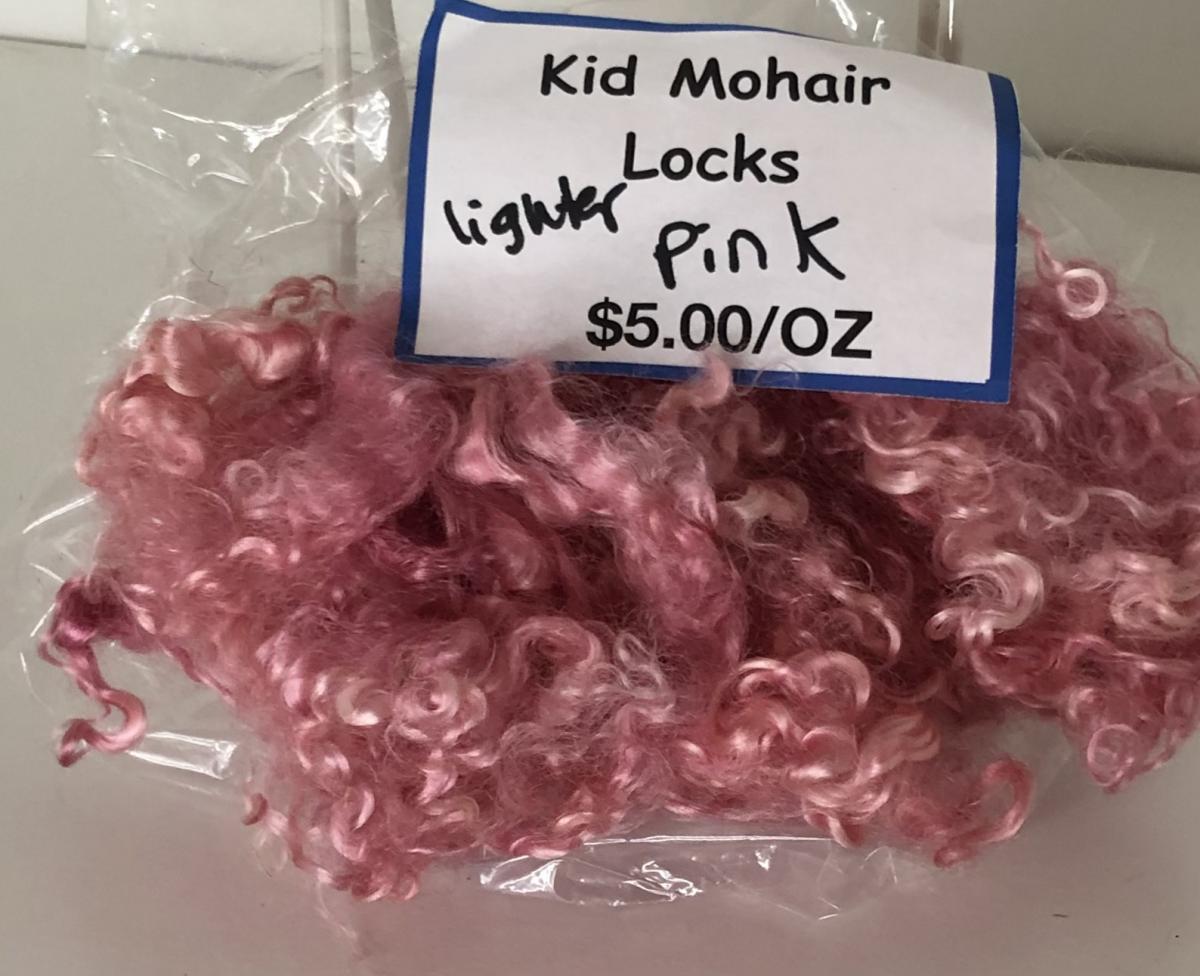 Kid Mohair
Locks
lighter pink
$5.00/OZ